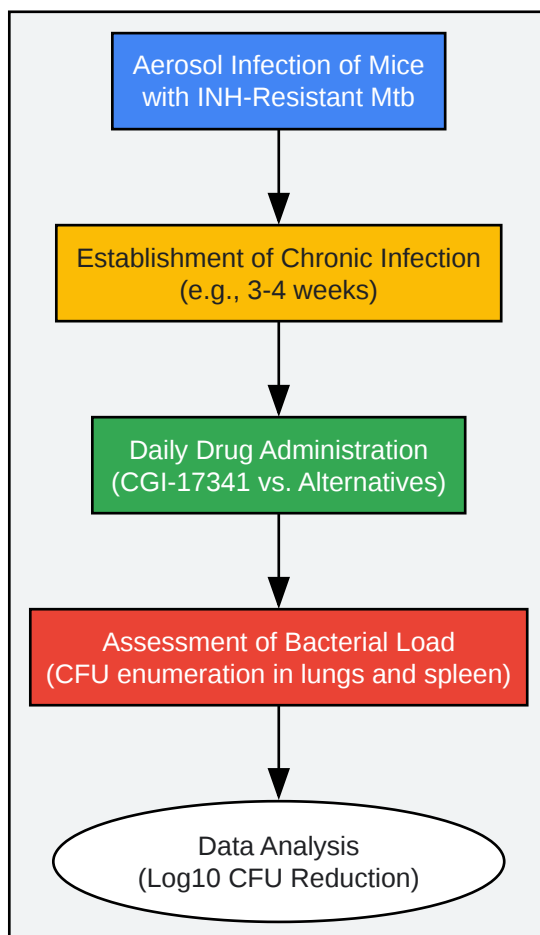 Aerosol Infection of Mice
with INH-Resistant Mtb
Establishment of Chronic Infection
(e.g., 3-4 weeks)
Daily Drug Administration
(CGI-17341 vs. Alternatives)
Assessment of Bacterial Load
(CFU enumeration in lungs and spleen)
Data Analysis
(Log10 CFU Reduction)